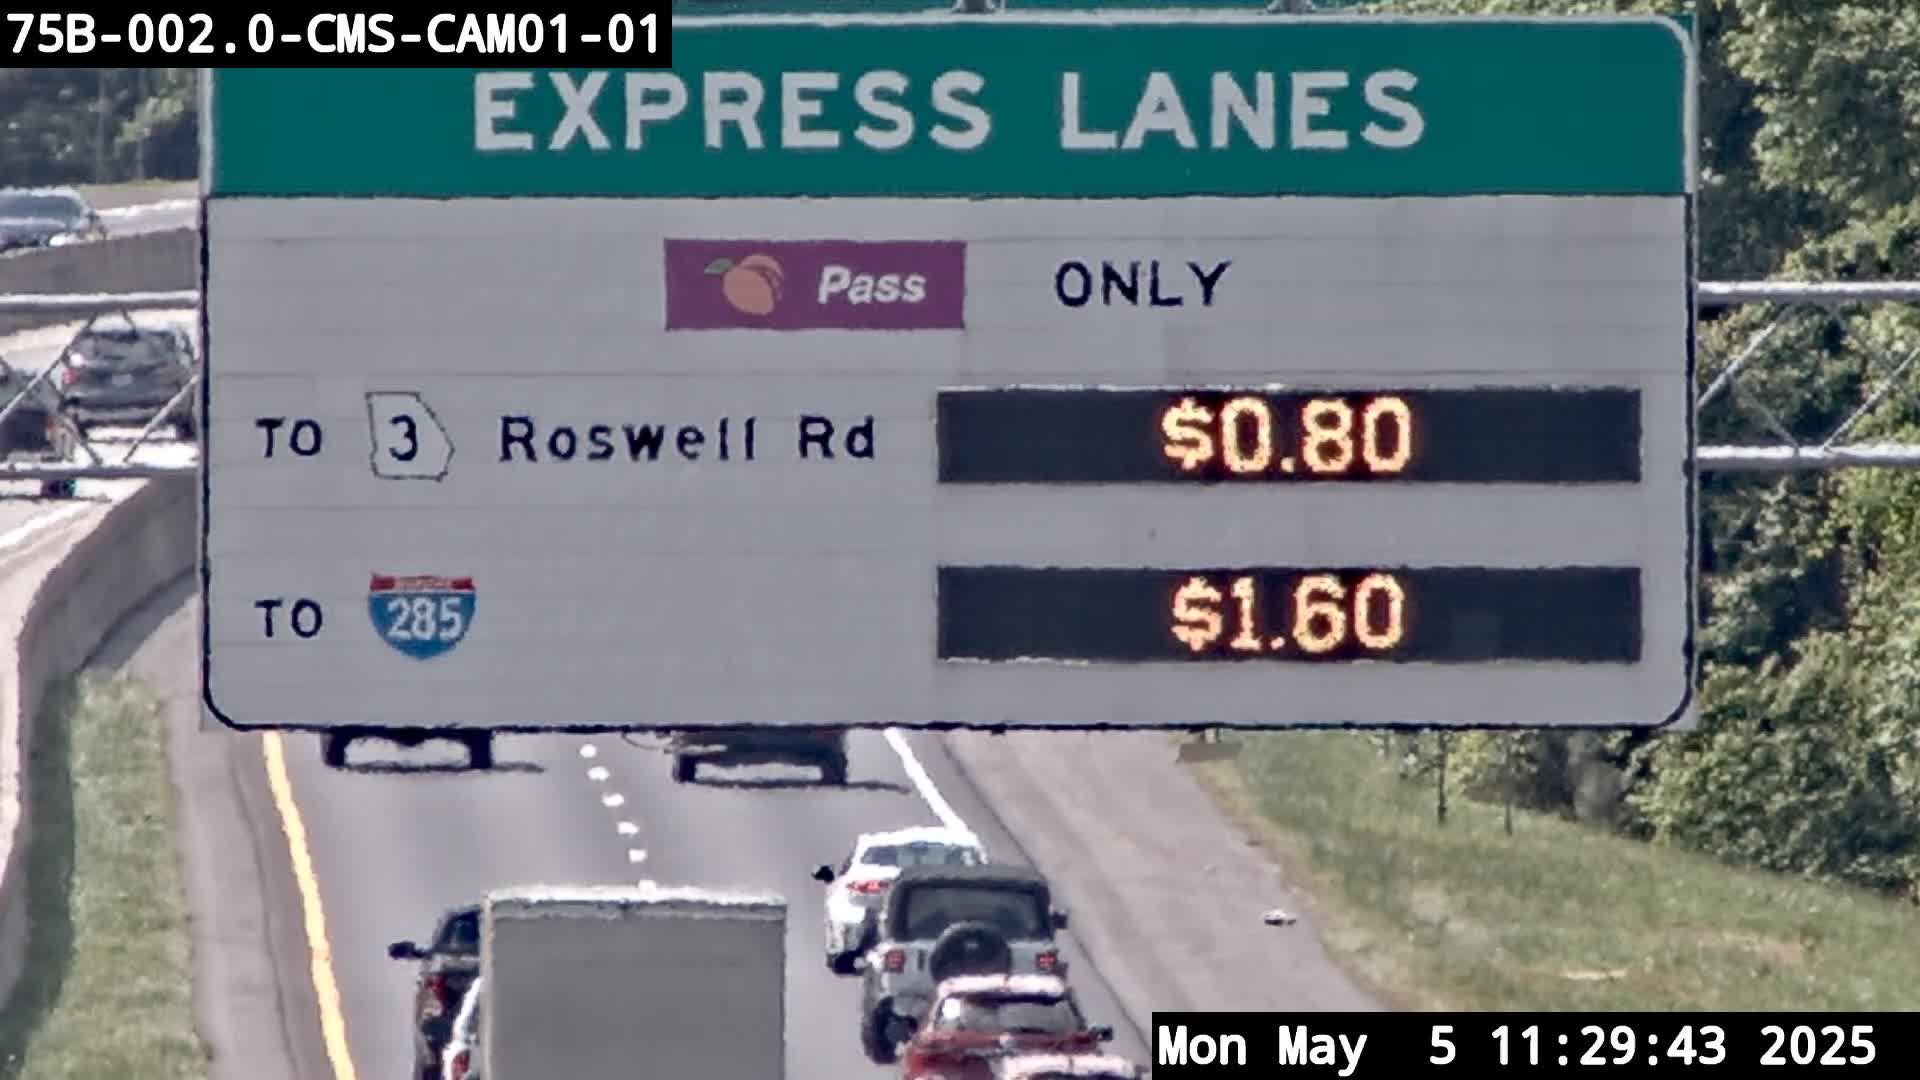 75B-002.0-CMS-CAM01-01
EXPRESS LANES
Pass ONLY
TO 3 Roswell Rd $0.80
TO 285 $1.60
Mon May 5 11:29:43 2025